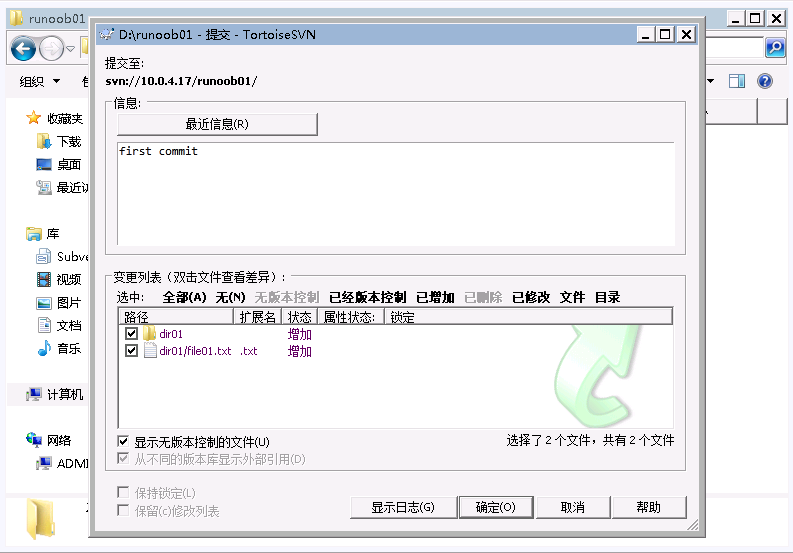 runoob01
D:\runoob01 - 提交 - TortoiseSVN
组织
收藏夹
下载
桌面
库
视频
图片
文档
音乐
计算机
网络
提交至:
svn://10.0.4.17/runoob01/
信息:
最近信息(R)
first commit
变更列表（双击文件查看差异）:
选中: 全部(A) 无(N) 无版本控制 已经版本控制 已增加 已删除 已修改 文件 目录
路径 扩展名 状态 属性状态: 锁定
dir01 增加
dir01/file01.txt .txt 增加
显示无版本控制的文件(U) 选择了 2 个文件，共有 2 个文件
从不同的版本库显示外部引用(D)
保持锁定(L)
保留(c)修改列表
显示日志(G) 确定(O) 取消 帮助